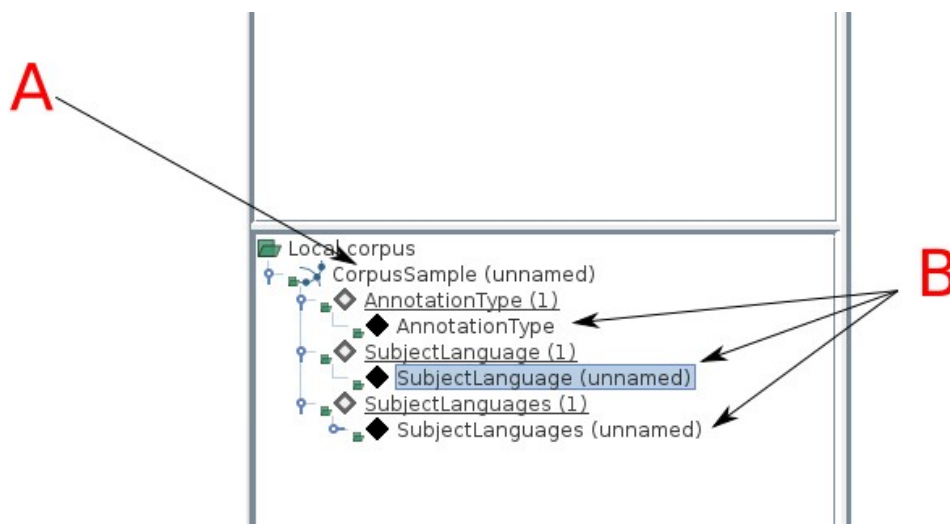 A
Local corpus
CorpusSample (unnamed)
AnnotationType (1)
AnnotationType
B
SubjectLanguage (1)
SubjectLanguage (unnamed)
SubjectLanguages (1)
SubjectLanguages (unnamed)